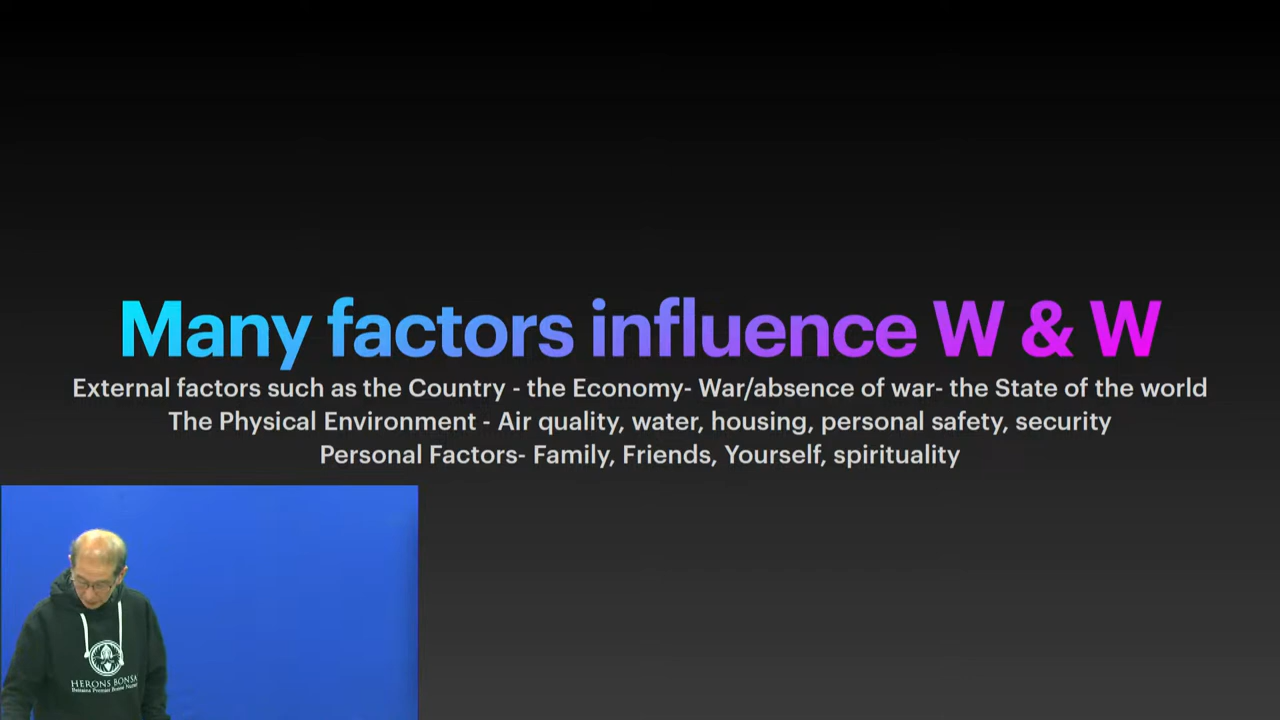 Many factors influence W & W
External factors such as the Country - the Economy- War/absence of war- the State of the world
The Physical Environment - Air quality, water, housing, personal safety, security
Personal Factors- Family, Friends, Yourself, spirituality
HERONS BONSA